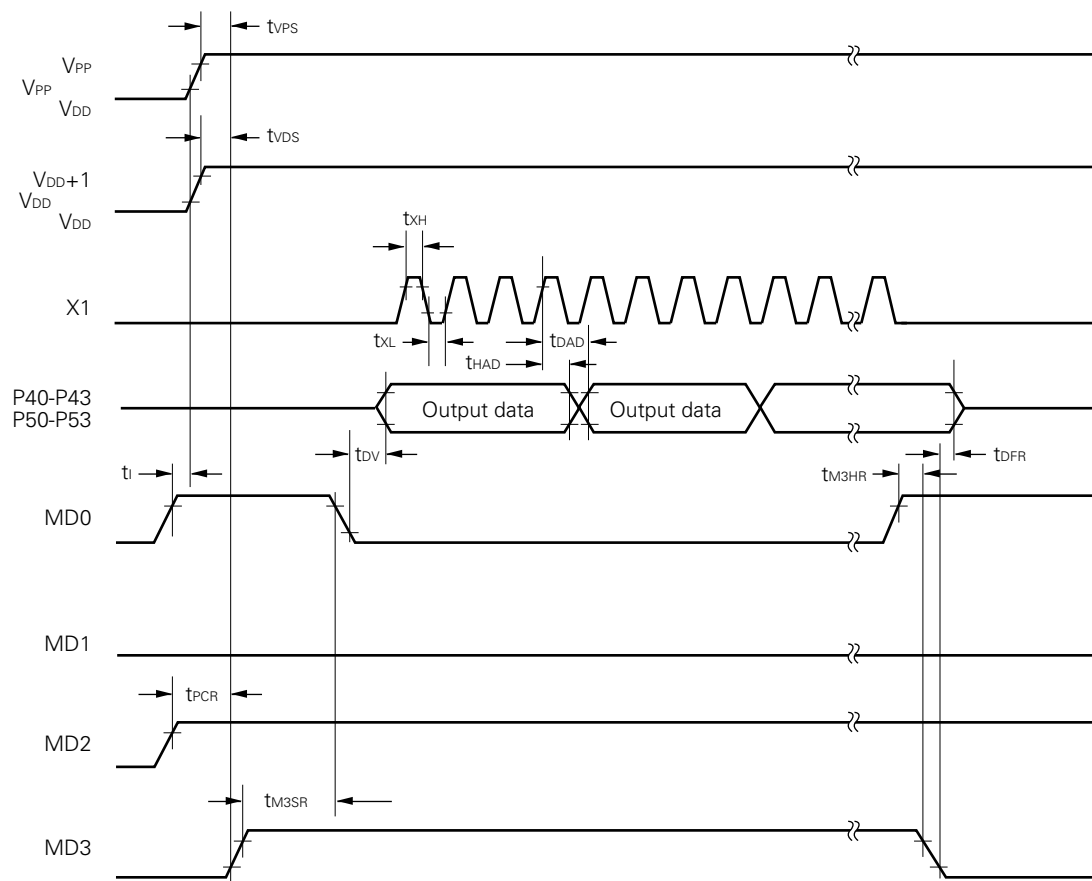 tVPS
VPP
VPP
VDD
tVDS
VDD+1
VDD
VDD
tXH
X1
tXL
tDAD
tHAD
P40-P43
P50-P53
Output data
Output data
tDV
tDFR
tI
tM3HR
MD0
MD1
tPCR
MD2
tM3SR
MD3